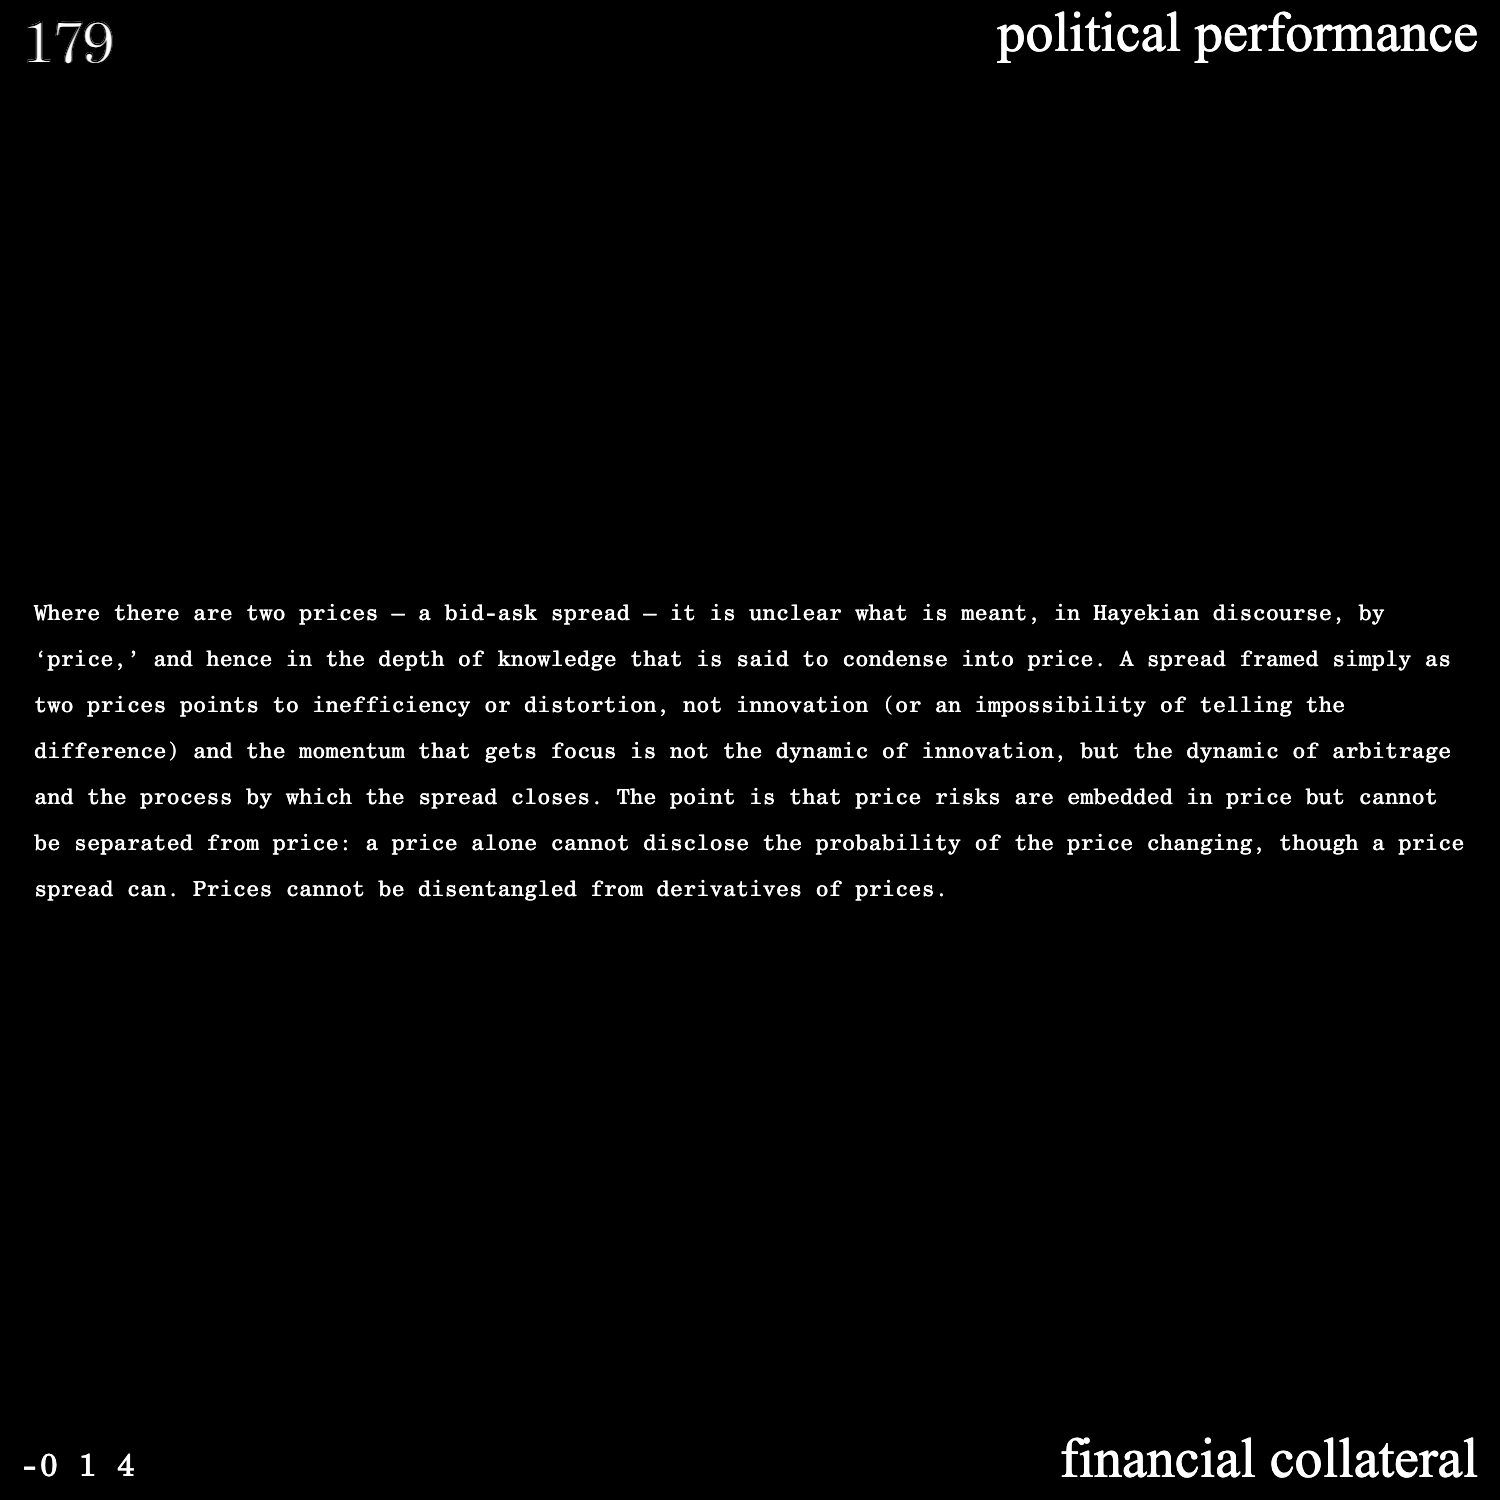 179
political performance
Where there are two prices – a bid-ask spread – it is unclear what is meant, in Hayekian discourse, by
‘price,’ and hence in the depth of knowledge that is said to condense into price. A spread framed simply as
two prices points to inefficiency or distortion, not innovation (or an impossibility of telling the
difference) and the momentum that gets focus is not the dynamic of innovation, but the dynamic of arbitrage
and the process by which the spread closes. The point is that price risks are embedded in price but cannot
be separated from price: a price alone cannot disclose the probability of the price changing, though a price
spread can. Prices cannot be disentangled from derivatives of prices.
-0 1 4
financial collateral